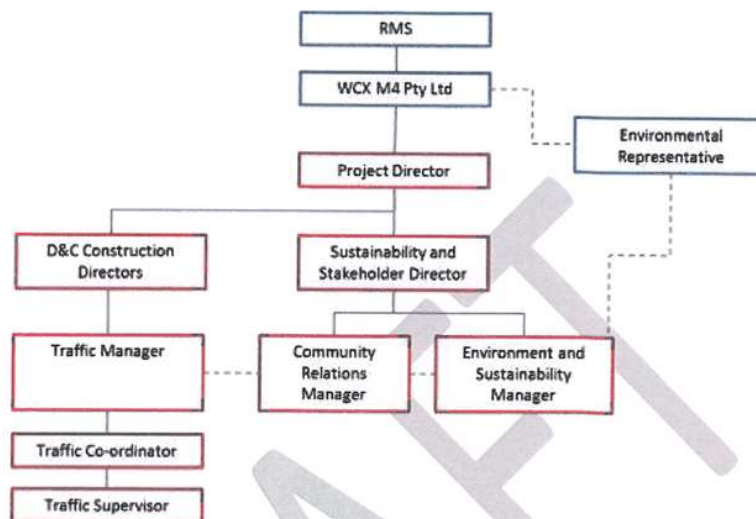 RMS
WCX M4 Pty Ltd
Environmental
Representative
Project Director
D&C Construction
Directors
Sustainability and
Stakeholder Director
Traffic Manager
Community
Relations
Manager
Environment and
Sustainability
Manager
Traffic Co-ordinator
Traffic Supervisor